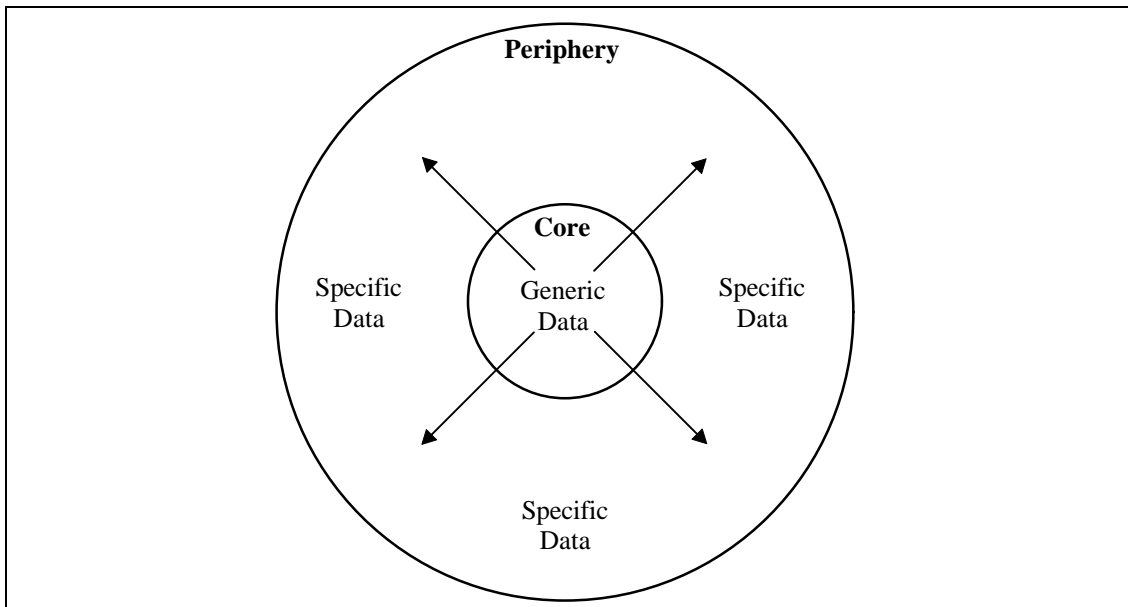 Periphery
Core
Specific
Data
Generic
Data
Specific
Data
Specific
Data